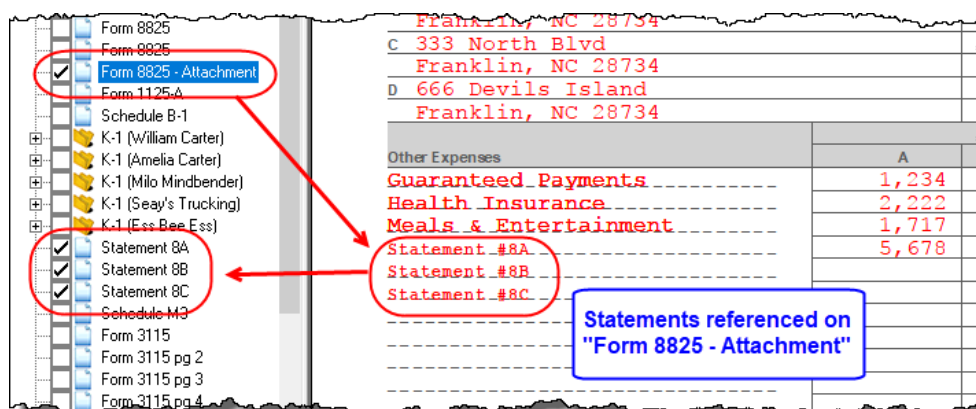 Form 8825
Form 8825
Form 8825 - Attachment
Form 1125-A
Schedule B-1
K-1 (William Carter)
K-1 (Amelia Carter)
K-1 (Milo Mindbender)
K-1 (Seay's Trucking)
K-1 (Ess Bee Ess)
Statement 8A
Statement 8B
Statement 8C
Schedule M3
Form 3115
Form 3115 pg 2
Form 3115 pg 3
Form 3115 pg 4
Franklin, NC 28734
C 333 North Blvd
Franklin, NC 28734
D 666 Devils Island
Franklin, NC 28734
Other Expenses A
Guaranteed Payments 1,234
Health Insurance 2,222
Meals & Entertainment 1,717
Statement #8A 5,678
Statement #8B
Statement #8C
Statements referenced on
"Form 8825 - Attachment"